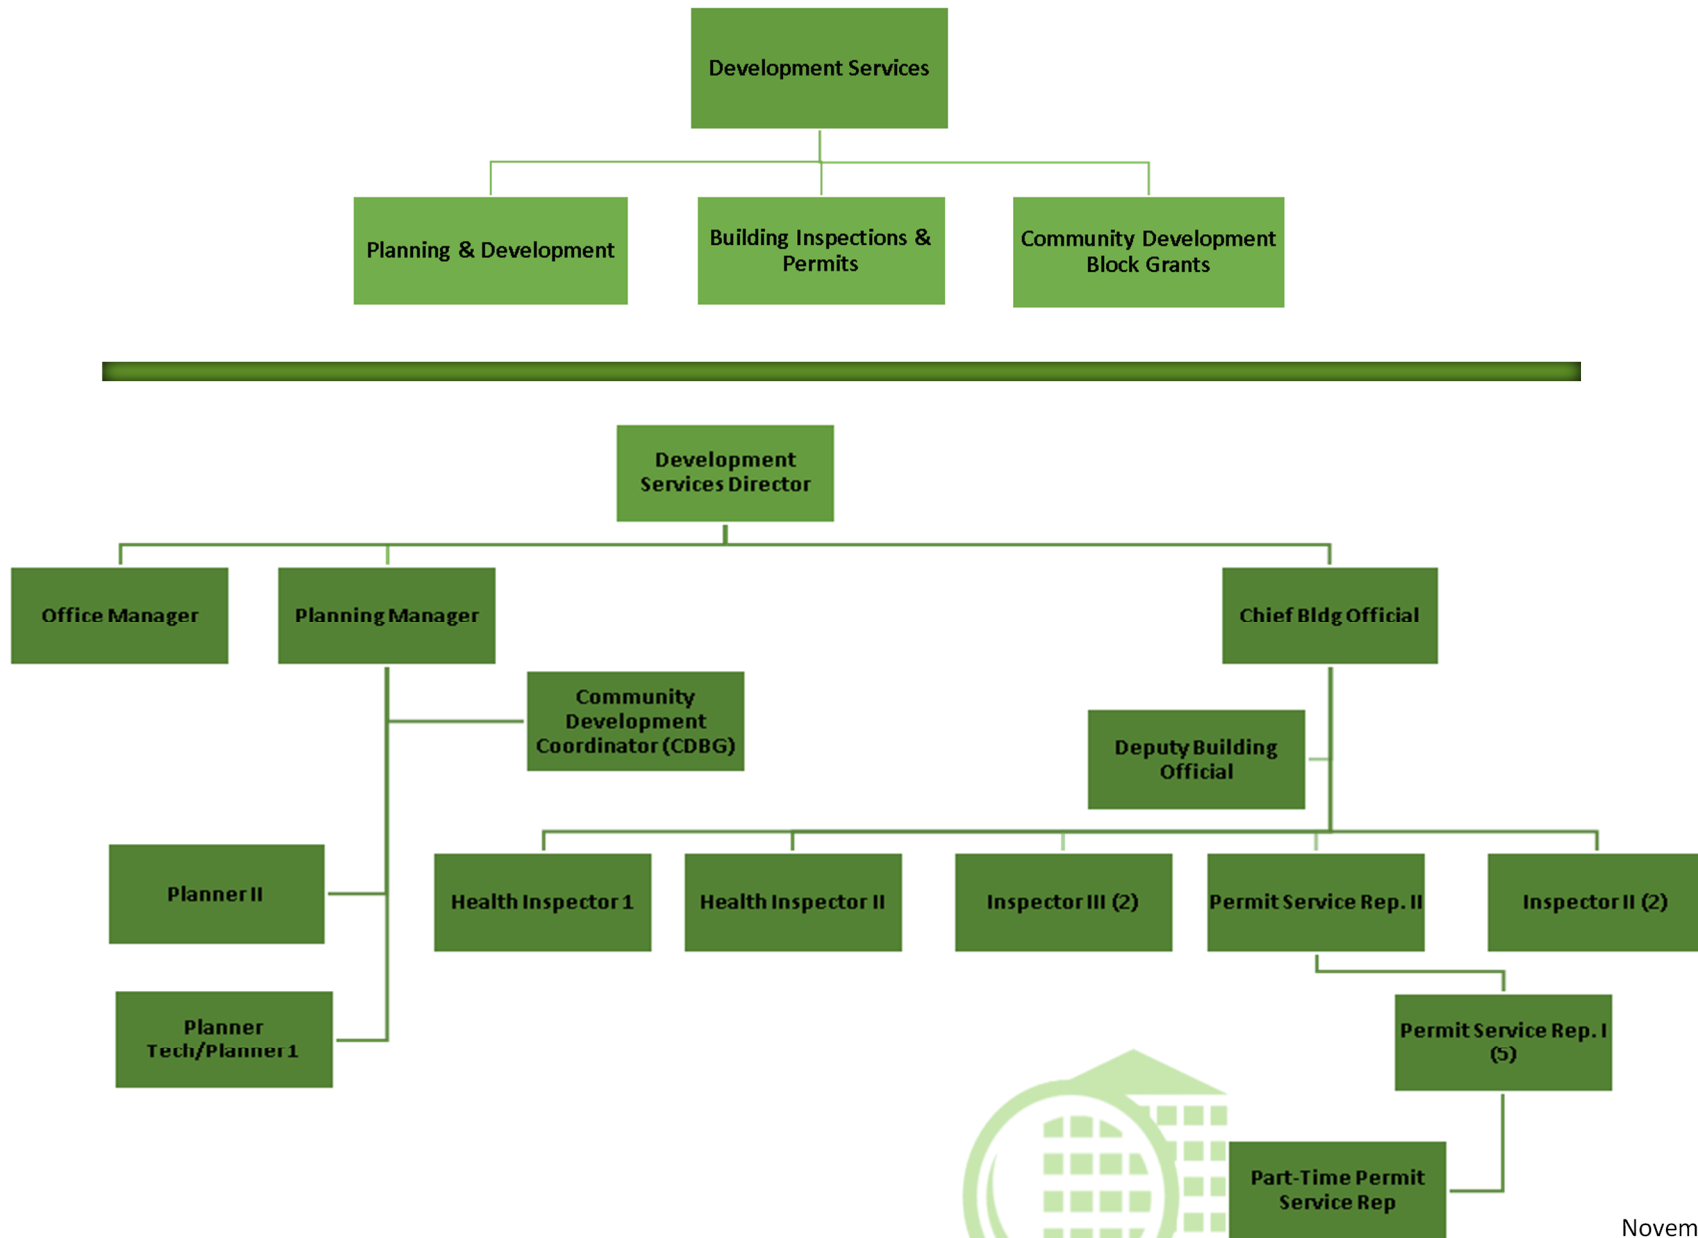 Development Services
Planning & Development
Building Inspections &
Permits
Community Development
Block Grants
Development
Services Director
Office Manager
Planning Manager
Chief Bldg Official
Community
Development
Coordinator (CDBG)
Deputy Building
Official
Planner II
Health Inspector 1
Health Inspector II
Inspector III (2)
Permit Service Rep. II
Inspector II (2)
Planner
Tech/Planner1
Permit Service Rep. I
(5)
Part-Time Permit
Service Rep
Novem